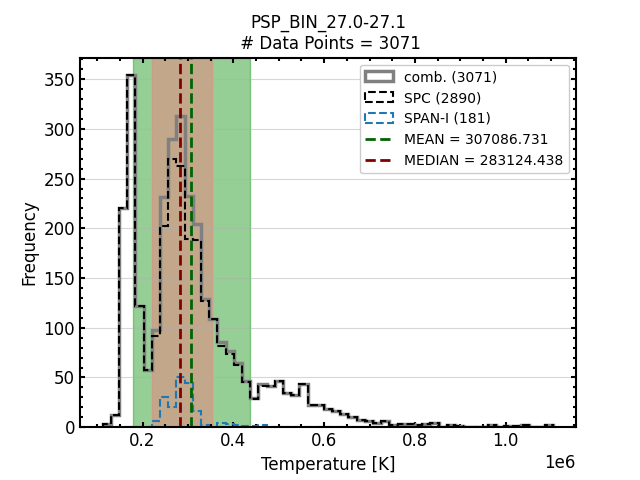 PSP_BIN_27.0-27.1
# Data Points = 3071
comb. (3071)
SPC (2890)
SPAN-I (181)
MEAN = 307086.731
MEDIAN = 283124.438
Frequency
350
300
250
200
150
100
50
0
0.2 0.4 0.6 0.8 1.0
1e6
Temperature [K]